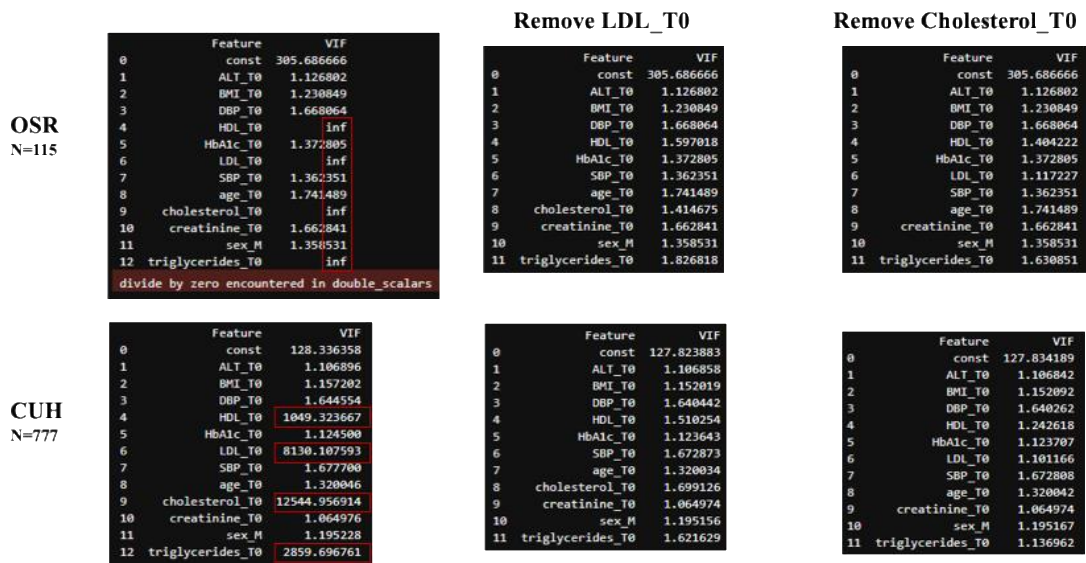 Remove LDL_T0
Remove Cholesterol_T0
OSR
N=115
Feature VIF
0 const 305.686666
1 ALT_T0 1.126802
2 BMI_T0 1.230849
3 DBP_T0 1.668064
4 HDL_T0 inf
5 HbA1c_T0 1.372805
6 LDL_T0 inf
7 SBP_T0 1.362351
8 age_T0 1.741489
9 cholesterol_T0 inf
10 creatinine_T0 1.662841
11 sex_M 1.358531
12 triglycerides_T0 inf
divide by zero encountered in double_scalars
Feature VIF
0 const 305.686666
1 ALT_T0 1.126802
2 BMI_T0 1.230849
3 DBP_T0 1.668064
4 HDL_T0 1.597018
5 HbA1c_T0 1.372805
6 SBP_T0 1.362351
7 age_T0 1.741489
8 cholesterol_T0 1.414675
9 creatinine_T0 1.662841
10 sex_M 1.358531
11 triglycerides_T0 1.826818
Feature VIF
0 const 305.686666
1 ALT_T0 1.126802
2 BMI_T0 1.230849
3 DBP_T0 1.668064
4 HDL_T0 1.404222
5 HbA1c_T0 1.372805
6 LDL_T0 1.117227
7 SBP_T0 1.362351
8 age_T0 1.741489
9 creatinine_T0 1.662841
10 sex_M 1.358531
11 triglycerides_T0 1.630851
CUH
N=777
Feature VIF
0 const 128.336358
1 ALT_T0 1.106896
2 BMI_T0 1.157202
3 DBP_T0 1.644554
4 HDL_T0 1049.323667
5 HbA1c_T0 1.124500
6 LDL_T0 8130.107593
7 SBP_T0 1.677700
8 age_T0 1.320046
9 cholesterol_T0 12544.956914
10 creatinine_T0 1.064976
11 sex_M 1.195228
12 triglycerides_T0 2859.696761
Feature VIF
0 const 127.823883
1 ALT_T0 1.106858
2 BMI_T0 1.152019
3 DBP_T0 1.640442
4 HDL_T0 1.510254
5 HbA1c_T0 1.123643
6 SBP_T0 1.672873
7 age_T0 1.320034
8 cholesterol_T0 1.699126
9 creatinine_T0 1.064974
10 sex_M 1.195156
11 triglycerides_T0 1.621629
Feature VIF
0 const 127.834189
1 ALT_T0 1.106842
2 BMI_T0 1.152092
3 DBP_T0 1.640262
4 HDL_T0 1.242618
5 HbA1c_T0 1.123707
6 LDL_T0 1.101166
7 SBP_T0 1.672808
8 age_T0 1.320042
9 creatinine_T0 1.064974
10 sex_M 1.195167
11 triglycerides_T0 1.136962